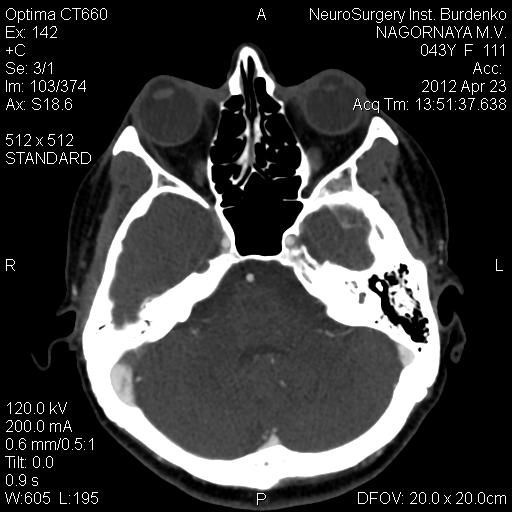 Optima CT660
Ex: 142
+C
Se: 3/1
Im: 103/374
Ax: S18.6
512 x 512
STANDARD
A
NeuroSurgery Inst. Burdenko
NAGORNAYA M.V.
043Y F 111
Acc:
2012 Apr 23
Acq Tm: 13:51:37.638
R
L
120.0 kV
200.0 mA
0.6 mm/0.5:1
Tilt: 0.0
0.9 s
W:605 L:195
P
DFOV: 20.0 x 20.0cm